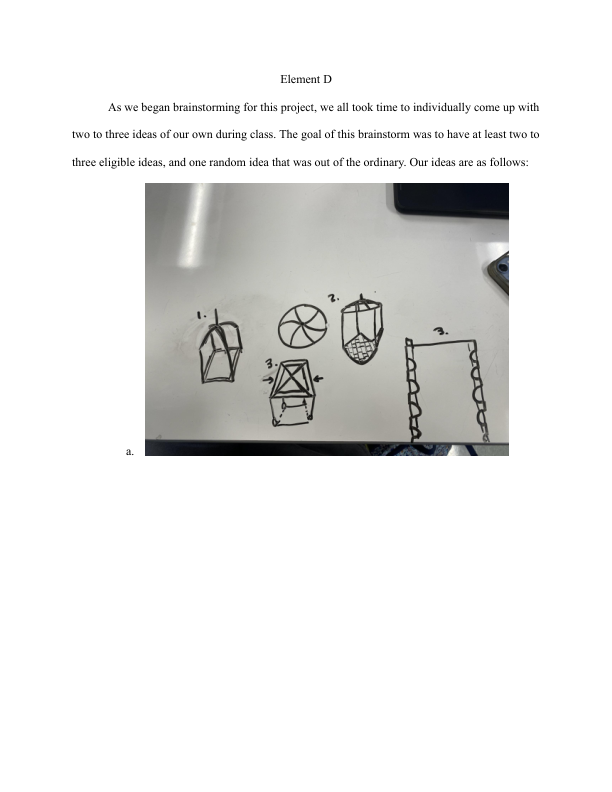 Element D
As we began brainstorming for this project, we all took time to individually come up with
two to three ideas of our own during class. The goal of this brainstorm was to have at least two to
three eligible ideas, and one random idea that was out of the ordinary. Our ideas are as follows:
1.
2.
3.
3.
a.